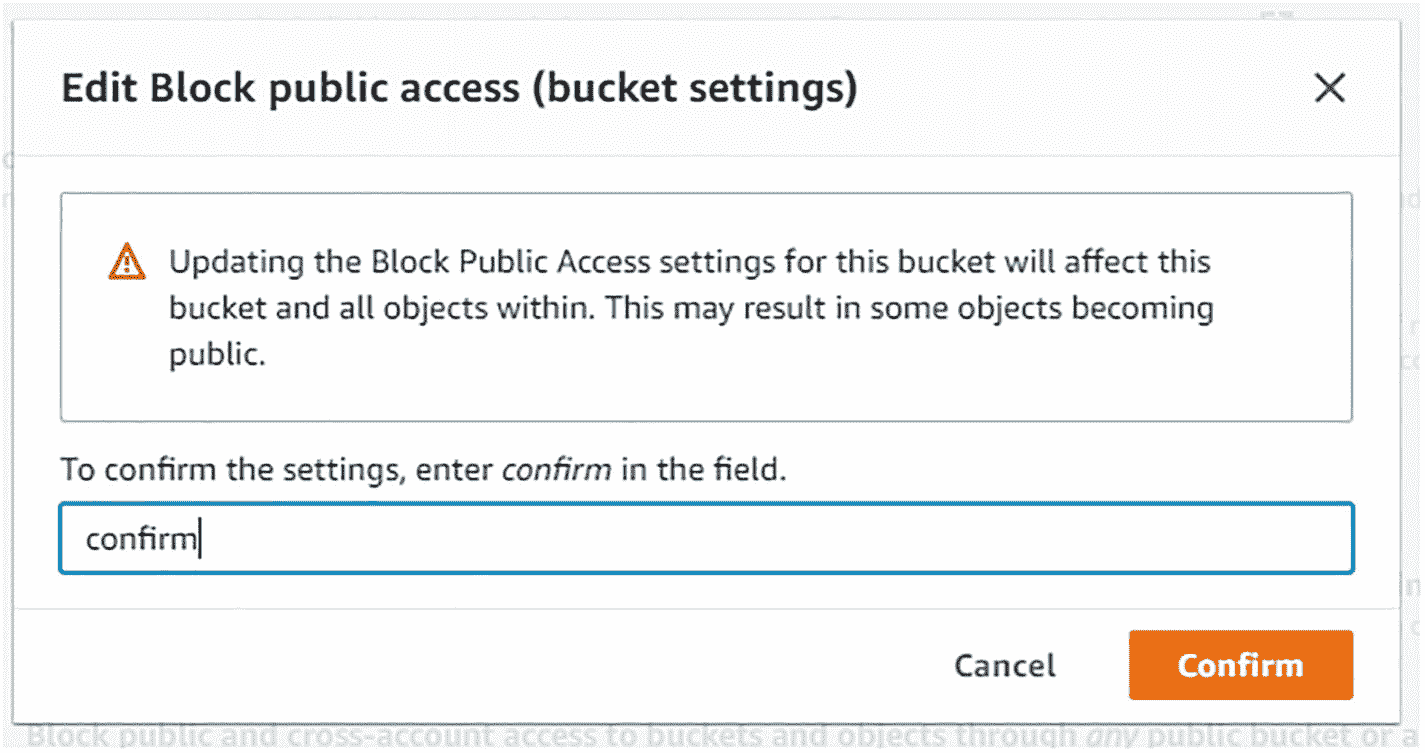 Edit Block public access (bucket settings)
Updating the Block Public Access settings for this bucket will affect this
bucket and all objects within. This may result in some objects becoming
public.
To confirm the settings, enter confirm in the field.
confirm
Cancel
Confirm
Block public and cross-account access to buckets and objects through any public bucket or a